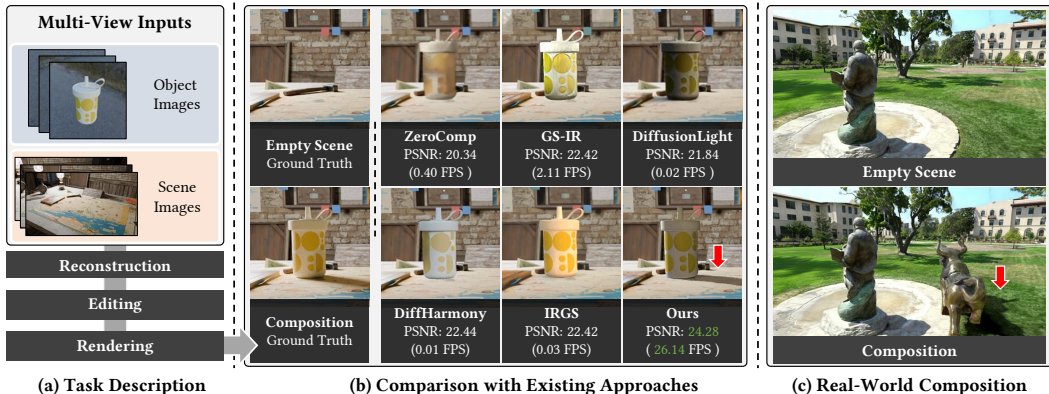 Multi-View Inputs
Object
Images
Scene
Images
Reconstruction
Editing
Rendering
(a) Task Description
Empty Scene
Ground Truth
ZeroComp
PSNR: 20.34
(0.40 FPS )
GS-IR
PSNR: 22.42
(2.11 FPS)
DiffusionLight
PSNR: 21.84
(0.02 FPS )
Composition
Ground Truth
DiffHarmony
PSNR: 22.44
(0.01 FPS)
IRGS
PSNR: 22.42
(0.03 FPS)
Ours
PSNR: 24.28
( 26.14 FPS )
(b) Comparison with Existing Approaches
Empty Scene
Composition
(c) Real-World Composition